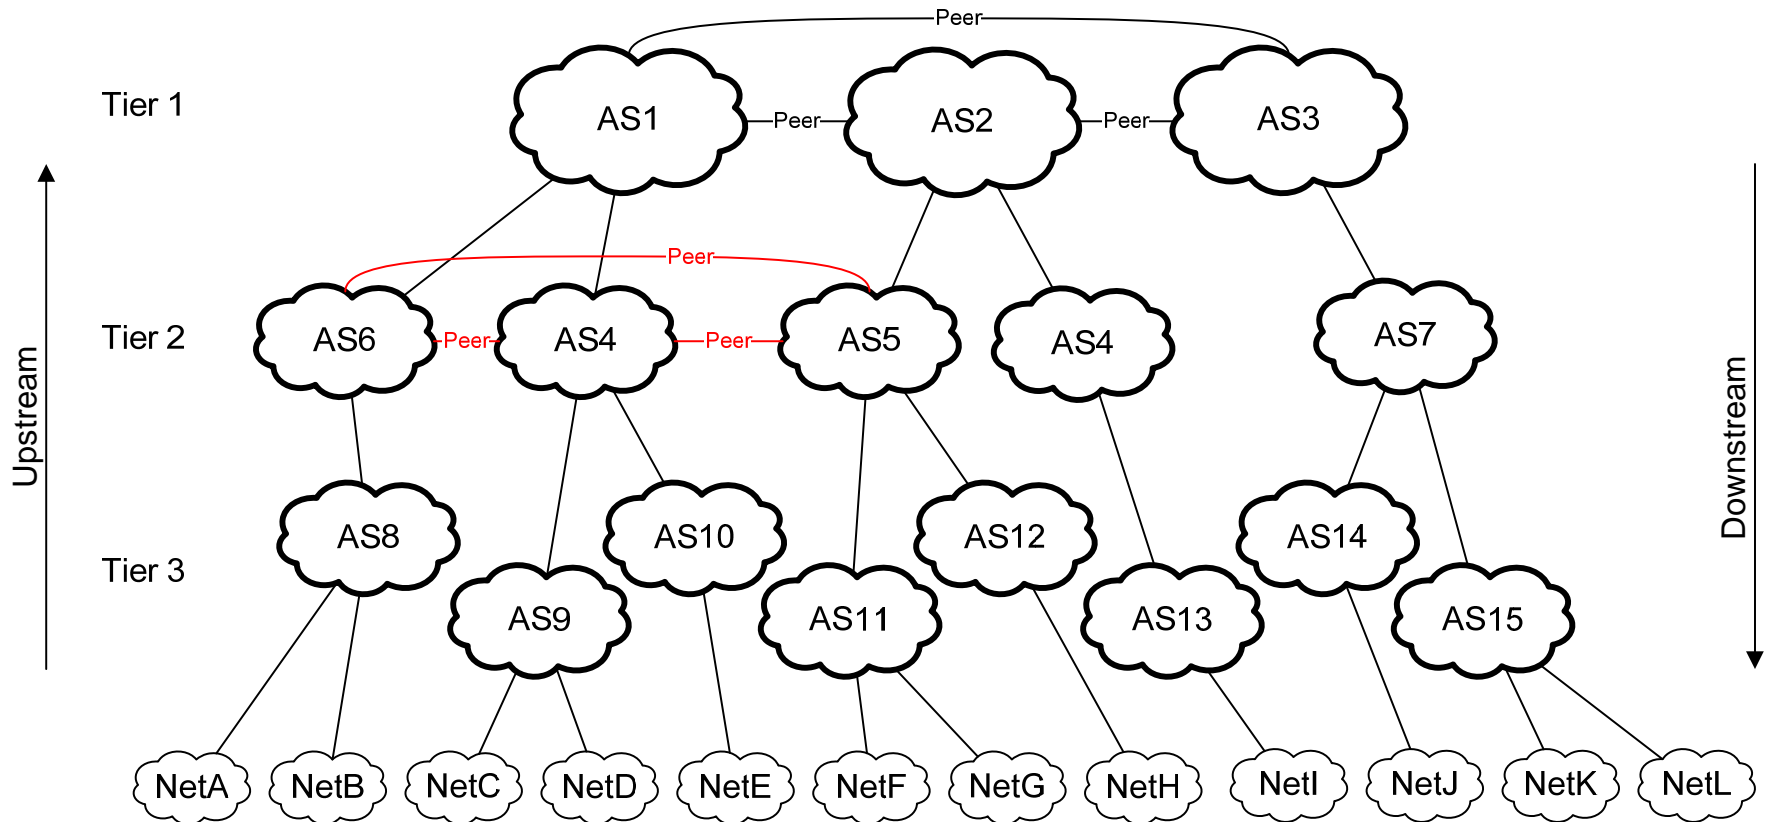 Peer
Tier 1
AS1
Peer
AS2
Peer
AS3
Peer
Tier 2
AS6
Peer
AS4
Peer
AS5
AS4
AS7
Upstream
Downstream
AS8
AS10
AS12
AS14
Tier 3
AS9
AS11
AS13
AS15
NetA
NetB
NetC
NetD
NetE
NetF
NetG
NetH
NetI
NetJ
NetK
NetL